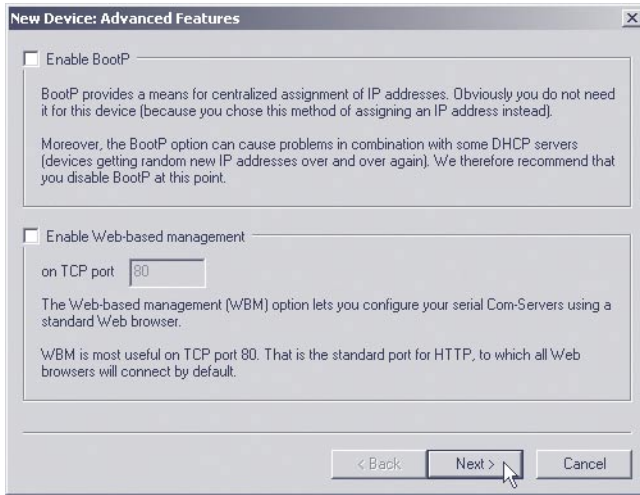 New Device: Advanced Features
Enable BootP
BootP provides a means for centralized assignment of IP addresses. Obviously you do not need
it for this device (because you chose this method of assigning an IP address instead).
Moreover, the BootP option can cause problems in combination with some DHCP servers
(devices getting random new IP addresses over and over again). We therefore recommend that
you disable BootP at this point.
Enable Web-based management
on TCP port 80
The Web-based management (WBM) option lets you configure your serial Com-Servers using a
standard Web browser.
WBM is most useful on TCP port 80. That is the standard port for HTTP, to which all Web
browsers will connect by default.
< Back Next > Cancel